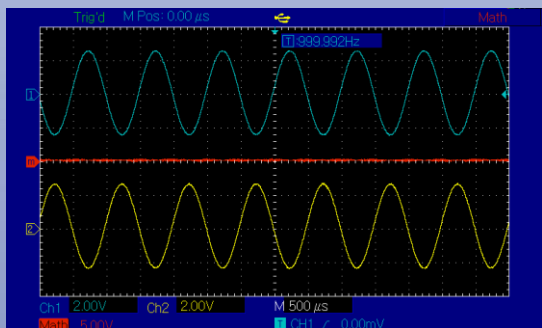 Trig'd M Pos: 0.00 μs Math
T:999.992Hz
1
m
2
Ch1 2.00V Ch2 2.00V M 500 μs
Math 5.00V T CH1 / 0.00mV